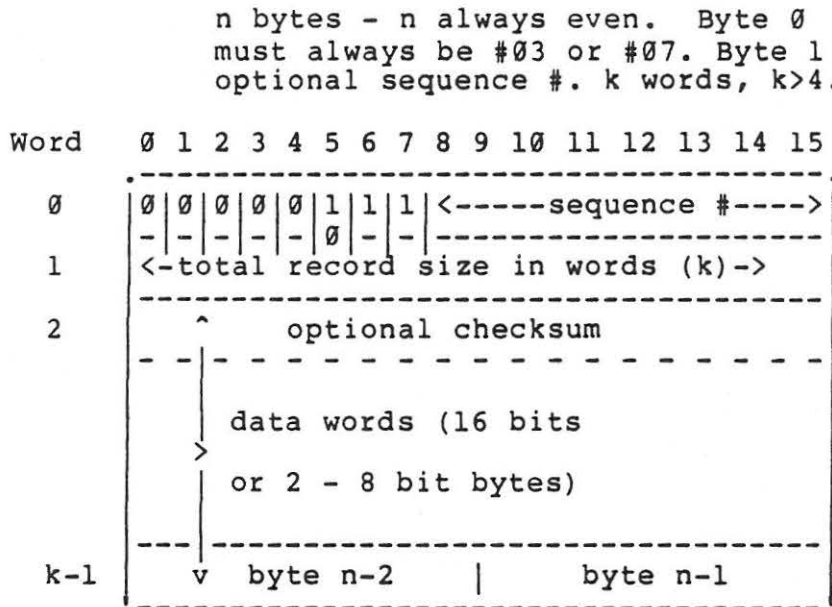 n bytes - n always even. Byte Ø
must always be #Ø3 or #Ø7. Byte 1
optional sequence #. k words, k>4.
Word Ø 1 2 3 4 5 6 7 8 9 1Ø 11 12 13 14 15
Ø |Ø|Ø|Ø|Ø|Ø|1|1|1|<-----sequence #---->
Ø
1 <-total record size in words (k)->
2 ^ optional checksum
data words (16 bits
>
or 2 - 8 bit bytes)
k-1 v byte n-2 | byte n-1